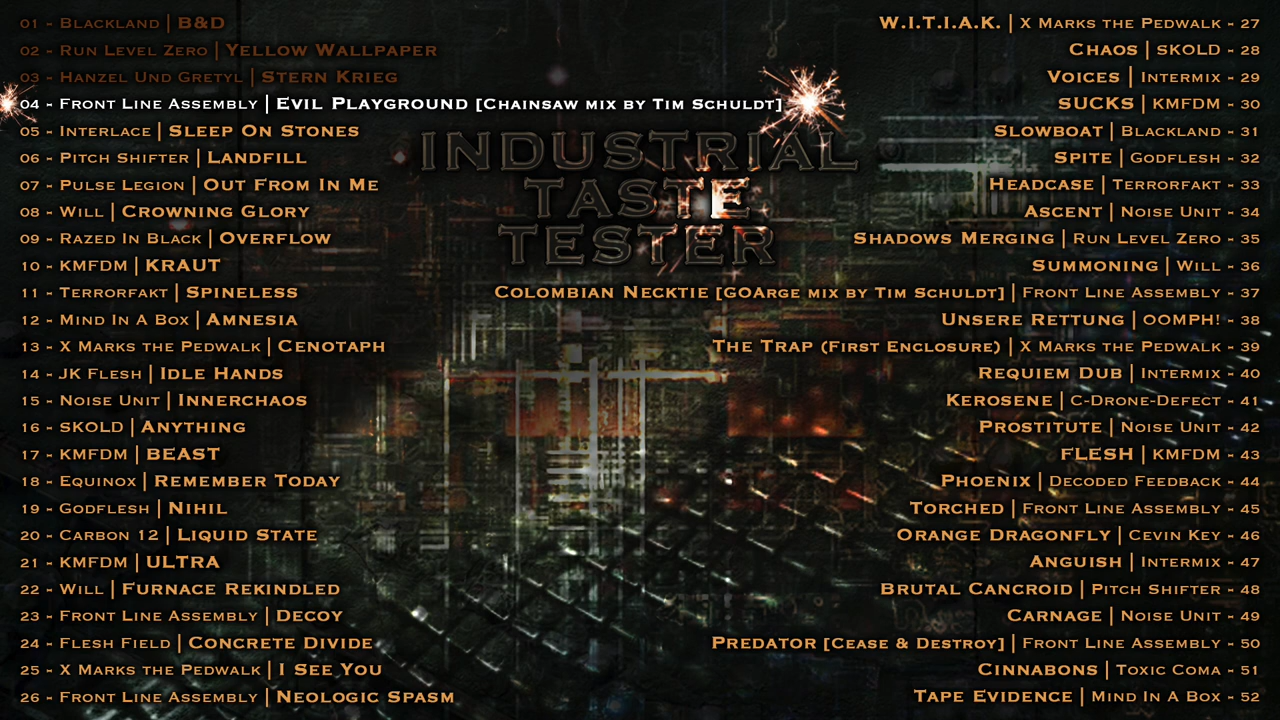 01 - Blackland | B&D
02 - Run Level Zero | Yellow Wallpaper
03 - Hanzel Und Gretyl | Stern Krieg
04 - Front Line Assembly | Evil Playground [Chainsaw mix by Tim Schuldt]
05 - Interlace | Sleep On Stones
06 - Pitch Shifter | Landfill
07 - Pulse Legion | Out From In Me
08 - Will | Crowning Glory
09 - Razed In Black | Overflow
10 - KMFDM | KRAUT
11 - Terrorfakt | Spineless
12 - Mind In A Box | Amnesia
13 - X Marks the Pedwalk | Cenotaph
14 - JK Flesh | Idle Hands
15 - Noise Unit | Innerchaos
16 - SKOLD | Anything
17 - KMFDM | BEAST
18 - Equinox | Remember Today
19 - Godflesh | Nihil
20 - Carbon 12 | Liquid State
21 - KMFDM | ULTRA
22 - Will | Furnace Rekindled
23 - Front Line Assembly | Decoy
24 - Flesh Field | Concrete Divide
25 - X Marks the Pedwalk | I See You
26 - Front Line Assembly | Neologic Spasm
INDUSTRIAL
TASTE
TESTER
W.I.T.I.A.K. | X Marks the Pedwalk - 27
Chaos | SKOLD - 28
Voices | Intermix - 29
SUCKS | KMFDM - 30
Slowboat | Blackland - 31
Spite | Godflesh - 32
Headcase | Terrorfakt - 33
Ascent | Noise Unit - 34
Shadows Merging | Run Level Zero - 35
Summoning | Will - 36
Colombian Necktie [GOArge mix by Tim Schuldt] | Front Line Assembly - 37
Unsere Rettung | OOMPH! - 38
The Trap (First Enclosure) | X Marks the Pedwalk - 39
Requiem Dub | Intermix - 40
Kerosene | C-Drone-Defect - 41
Prostitute | Noise Unit - 42
FLESH | KMFDM - 43
Phoenix | Decoded Feedback - 44
Torched | Front Line Assembly - 45
Orange Dragonfly | Cevin Key - 46
Anguish | Intermix - 47
Brutal Cancroid | Pitch Shifter - 48
Carnage | Noise Unit - 49
Predator [Cease & Destroy] | Front Line Assembly - 50
Cinnabons | Toxic Coma - 51
Tape Evidence | Mind In A Box - 52